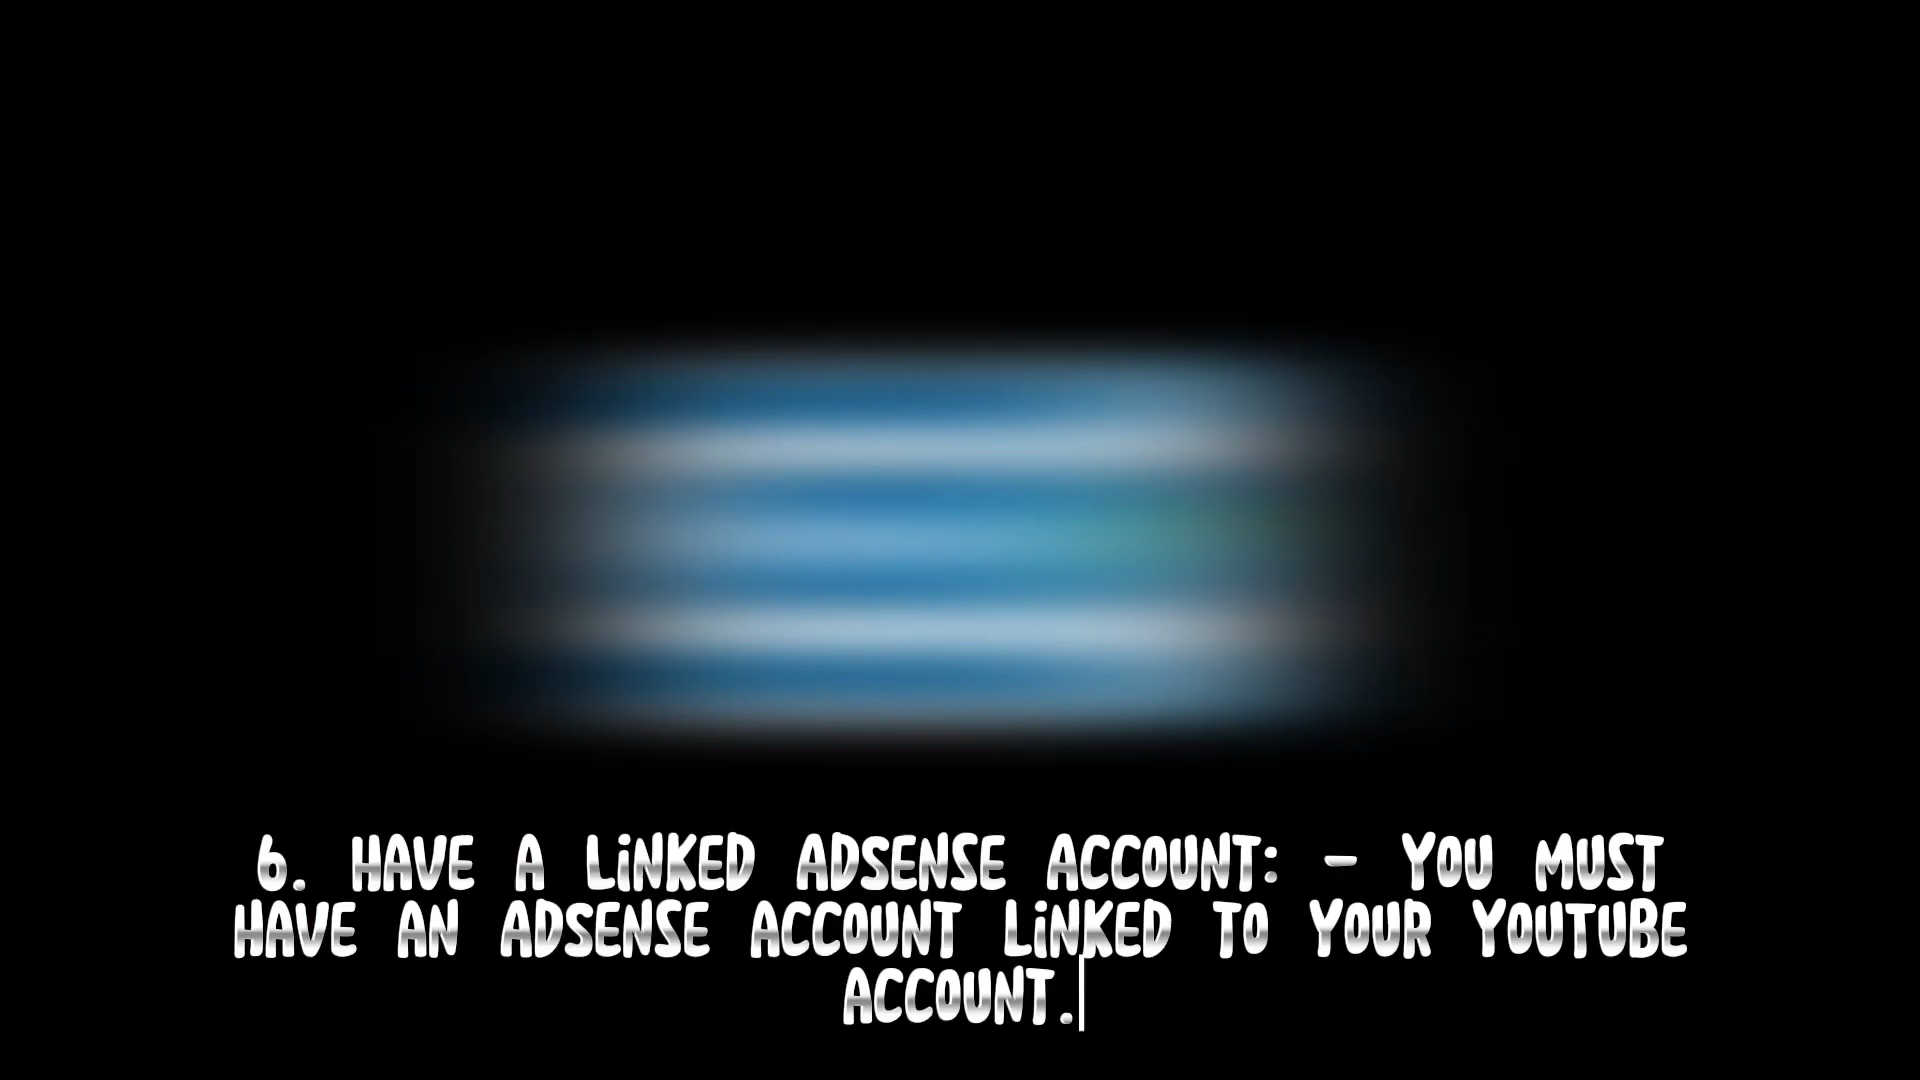 6. HAVE A LiNKED ADSENSE ACCOUNT: - YOU MUST
HAVE AN ADSENSE ACCOUNT LiNKED TO YOUR YOUTUBE
ACCOUNT.